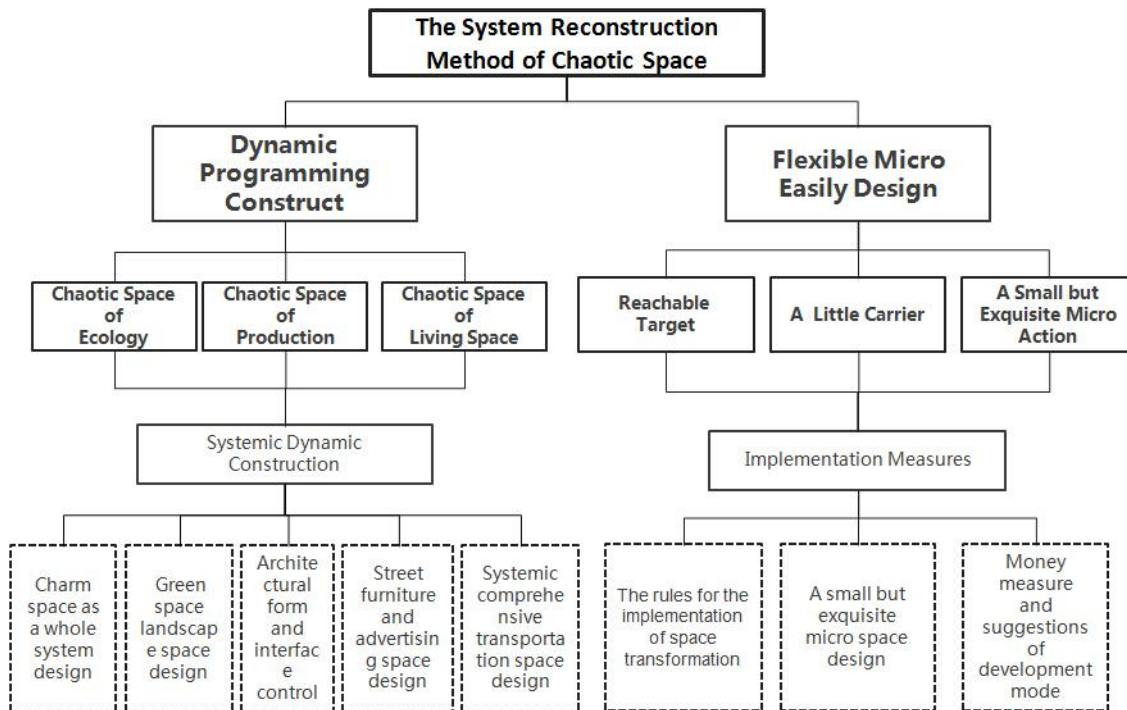 The System Reconstruction
Method of Chaotic Space
Dynamic
Programming
Construct
Flexible Micro
Easily Design
Chaotic Space
of
Ecology
Chaotic Space
of
Production
Chaotic Space
of
Living Space
Reachable
Target
A Little Carrier
A Small but
Exquisite Micro
Action
Systemic Dynamic
Construction
Implementation Measures
Charm
space as
a whole
system
design
Green
space
landscap
e space
design
Archite
ctural
form
and
interfac
e
control
Street
furniture
and
advertisin
g space
design
Systemic
comprehe
nsive
transporta
tion space
design
The rules for the
implementation
of space
transformation
A small but
exquisite
micro space
design
Money
measure
and
suggestions
of
development
mode